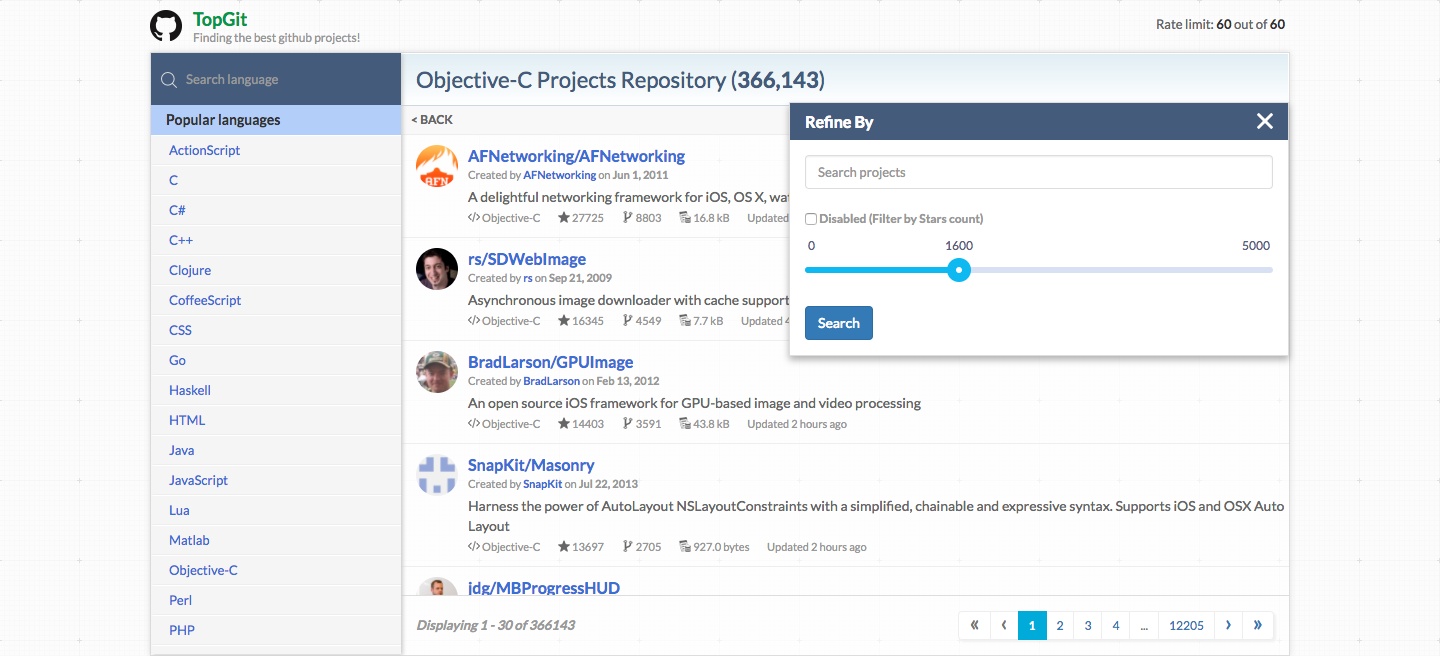 TopGit
Finding the best github projects!
Rate limit: 60 out of 60
Search language
Popular languages
ActionScript
C
C#
C++
Clojure
CoffeeScript
CSS
Go
Haskell
HTML
Java
JavaScript
Lua
Matlab
Objective-C
Perl
PHP
Objective-C Projects Repository (366,143)
< BACK
AFNetworking/AFNetworking
Created by AFNetworking on Jun 1, 2011
A delightful networking framework for iOS, OS X,
Objective-C 27725 8803 16.8 kB Updated
rs/SDWebImage
Created by rs on Sep 21, 2009
Asynchronous image downloader with cache support
Objective-C 16345 4549 7.7 kB Updated
BradLarson/GPUImage
Created by BradLarson on Feb 13, 2012
An open source iOS framework for GPU-based image and video processing
Objective-C 14403 3591 43.8 kB Updated 2 hours ago
SnapKit/Masonry
Created by SnapKit on Jul 22, 2013
Harness the power of AutoLayout NSLayoutConstraints with a simplified, chainable and expressive syntax. Supports iOS and OSX Auto
Layout
Objective-C 13697 2705 927.0 bytes Updated 2 hours ago
jdg/MBProgressHUD
Refine By
Search projects
Disabled (Filter by Stars count)
0 1600 5000
Search
Displaying 1 - 30 of 366143
« ‹ 1 2 3 4 ... 12205 › »